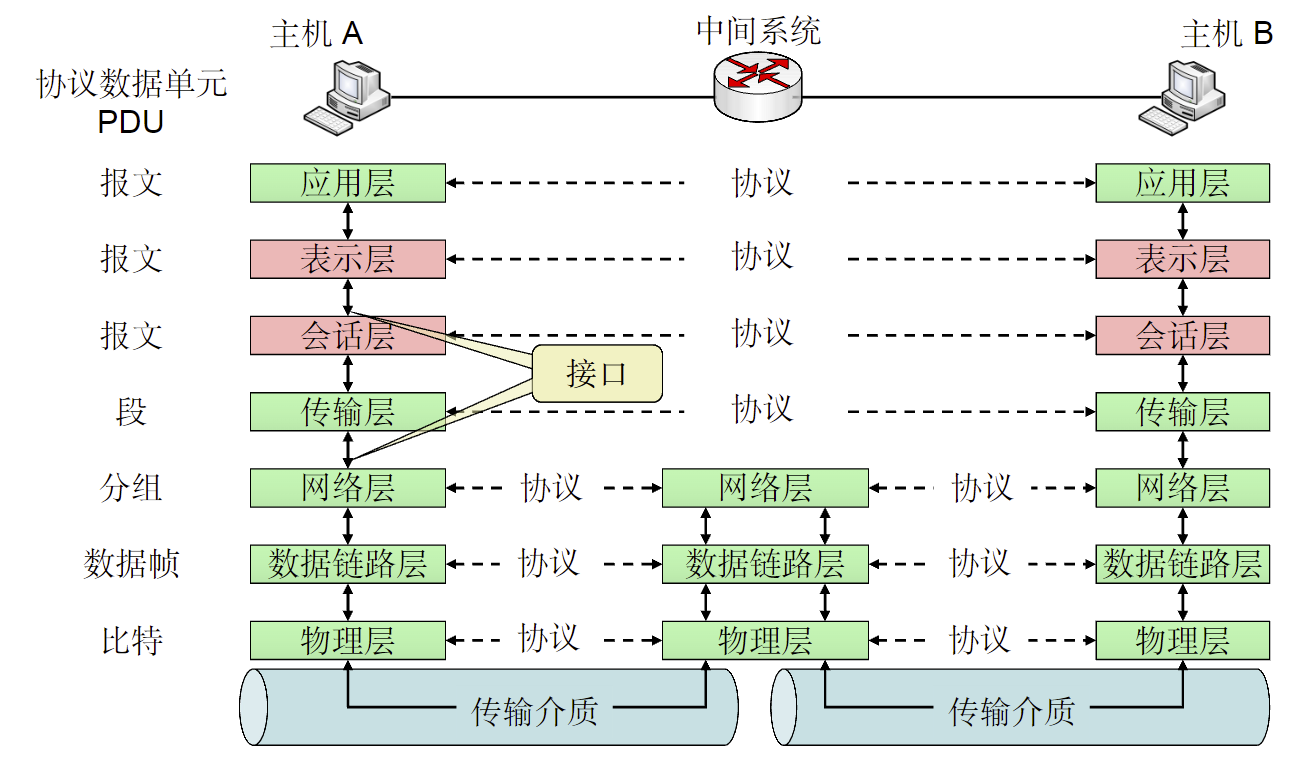 主机 A
中间系统
主机 B
协议数据单元
PDU
报文
应用层
协议
应用层
报文
表示层
协议
表示层
报文
会话层
协议
会话层
接口
段
传输层
协议
传输层
分组
网络层
协议
网络层
协议
网络层
数据帧
数据链路层
协议
数据链路层
协议
数据链路层
比特
物理层
协议
物理层
协议
物理层
传输介质
传输介质